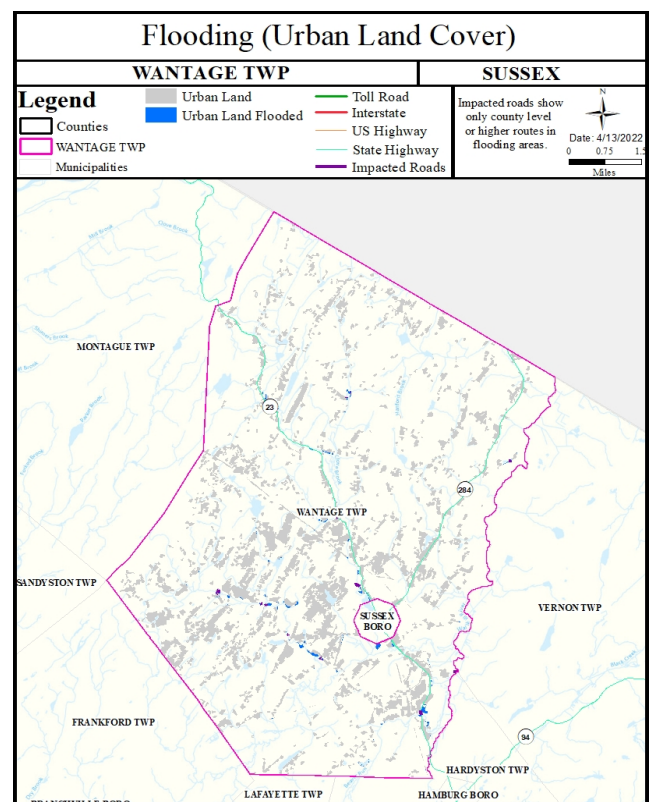 Flooding (Urban Land Cover)
WANTAGE TWP
SUSSEX
Legend
Counties
WANTAGE TWP
Municipalities
Urban Land
Urban Land Flooded
Toll Road
Interstate
US Highway
State Highway
Impacted Roads
Impacted roads show
only county level
or higher routes in
flooding areas.
N
Date: 4/13/2022
0 0.75 1.5
Miles
MONTAGUE TWP
23
284
WANTAGE TWP
SANDYSTON TWP
SUSSEX
BORO
VERNON TWP
FRANKFORD TWP
94
HARDYSTON TWP
LAFAYETTE TWP
HAMBURG BORO